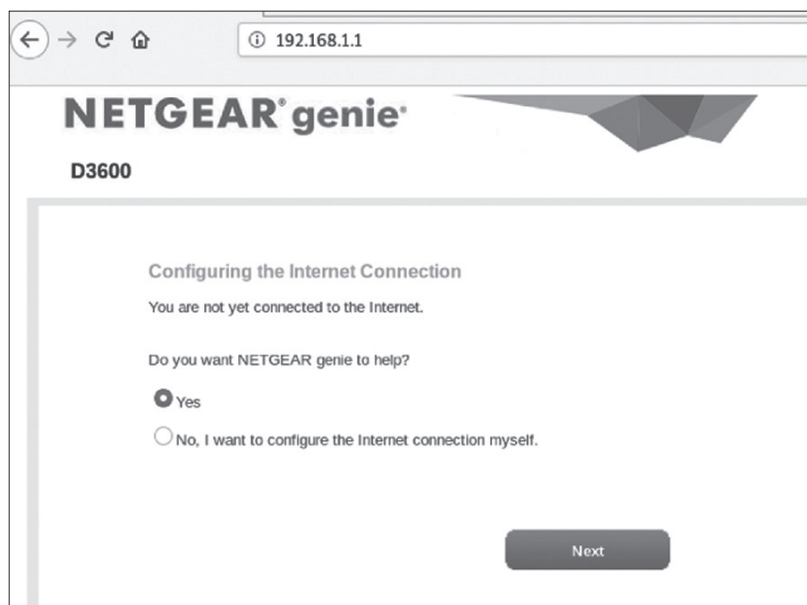 192.168.1.1
NETGEAR® genie®
D3600
Configuring the Internet Connection
You are not yet connected to the Internet.
Do you want NETGEAR genie to help?
Yes
No, I want to configure the Internet connection myself.
Next